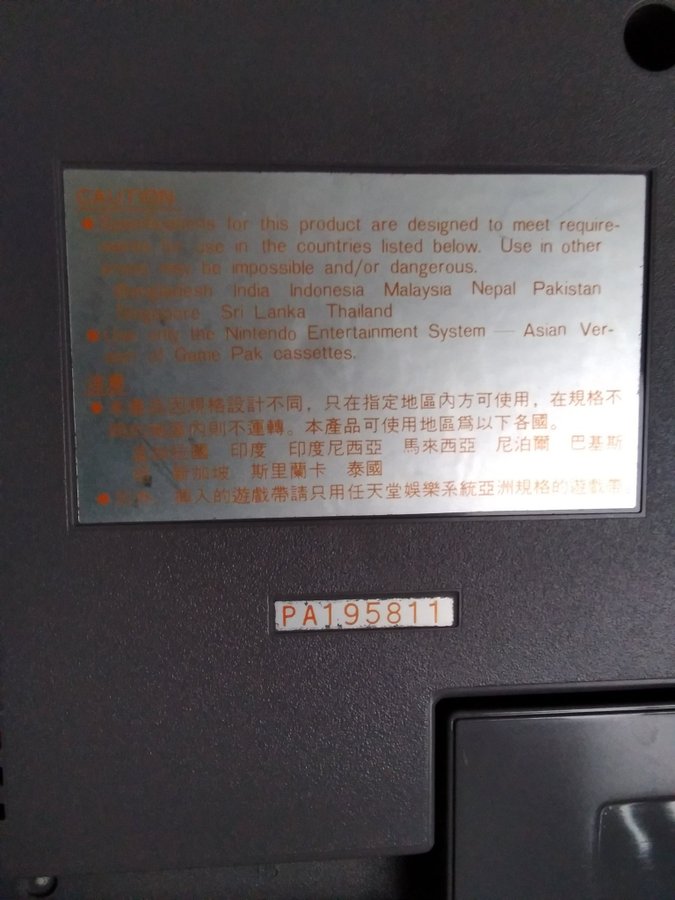 CAUTION
● Specifications for this product are designed to meet require-
ments for use in the countries listed below. Use in other
areas may be impossible and/or dangerous.
Bangladesh India Indonesia Malaysia Nepal Pakistan
Singapore Sri Lanka Thailand
● Use only the Nintendo Entertainment System — Asian Ver-
sion of Game Pak cassettes.
注意
● 本產品因規格設計不同，只在指定地區內方可使用，在規格不
地區內則不運轉。本產品可使用地區爲以下各國。
印度 印度尼西亞 馬來西亞 尼泊爾 巴基斯
坦 新加坡 斯里蘭卡 泰國
● 插入的遊戲帶請只用任天堂娛樂系統亞洲規格的遊戲帶。
PA195811